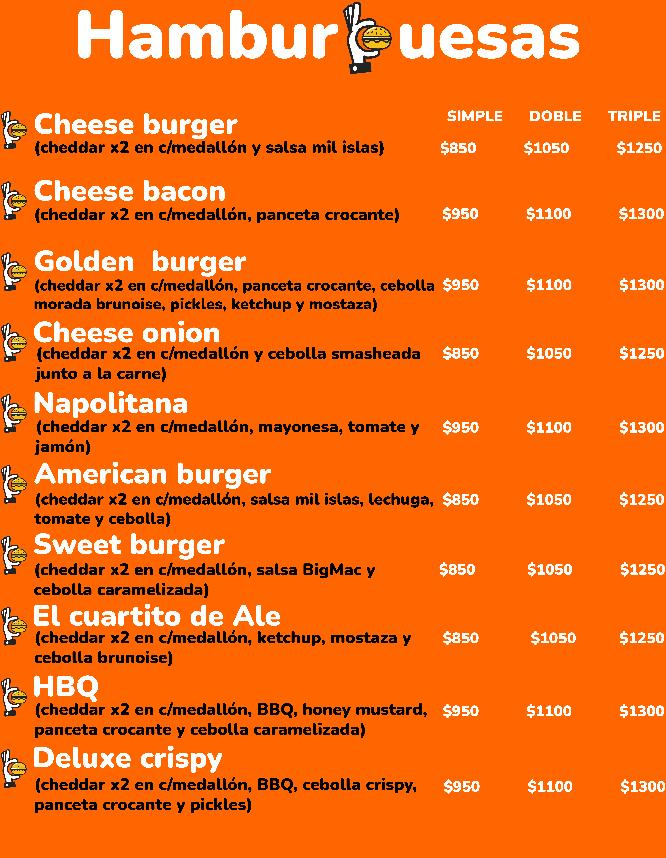 Hamburguesas
SIMPLE DOBLE TRIPLE
Cheese burger
(cheddar x2 en c/medallón y salsa mil islas) $850 $1050 $1250
Cheese bacon
(cheddar x2 en c/medallón, panceta crocante) $950 $1100 $1300
Golden burger
(cheddar x2 en c/medallón, panceta crocante, cebolla $950 $1100 $1300
morada brunoise, pickles, ketchup y mostaza)
Cheese onion
(cheddar x2 en c/medallón y cebolla smasheada $850 $1050 $1250
junto a la carne)
Napolitana
(cheddar x2 en c/medallón, mayonesa, tomate y $950 $1100 $1300
jamón)
American burger
(cheddar x2 en c/medallón, salsa mil islas, lechuga, $850 $1050 $1250
tomate y cebolla)
Sweet burger
(cheddar x2 en c/medallón, salsa BigMac y $850 $1050 $1250
cebolla caramelizada)
El cuartito de Ale
(cheddar x2 en c/medallón, ketchup, mostaza y $850 $1050 $1250
cebolla brunoise)
HBQ
(cheddar x2 en c/medallón, BBQ, honey mustard, $950 $1100 $1300
panceta crocante y cebolla caramelizada)
Deluxe crispy
(cheddar x2 en c/medallón, BBQ, cebolla crispy, $950 $1100 $1300
panceta crocante y pickles)